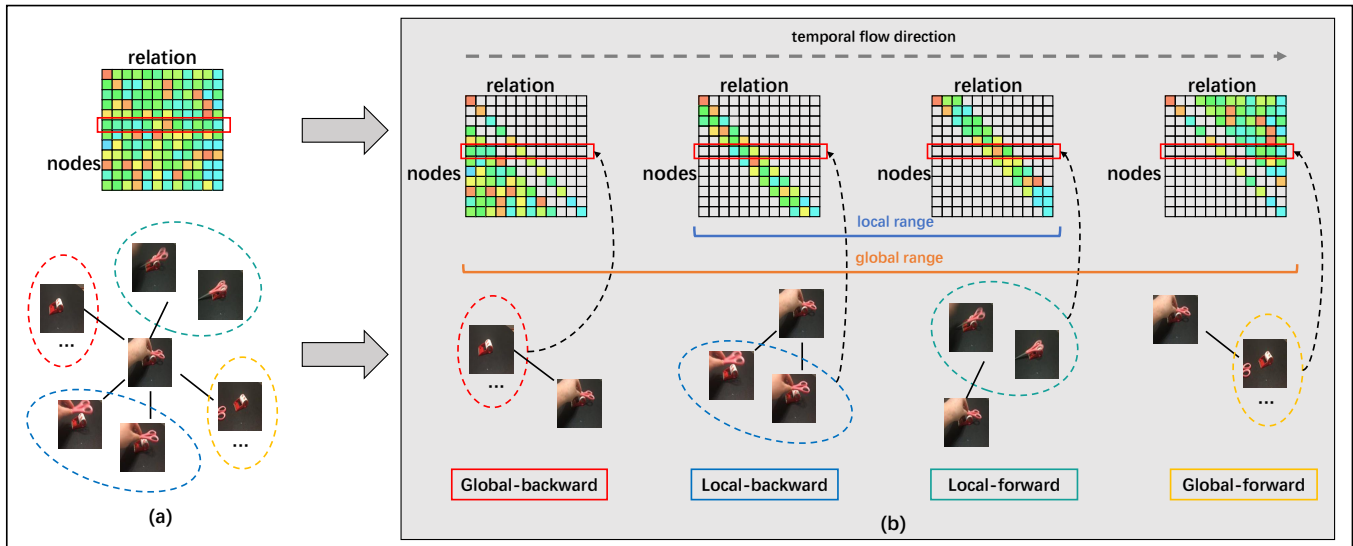 relation
nodes
...
...
(a)
temporal flow direction
relation
relation
relation
relation
nodes
nodes
nodes
nodes
local range
global range
...
...
Global-backward
Local-backward
Local-forward
Global-forward
(b)